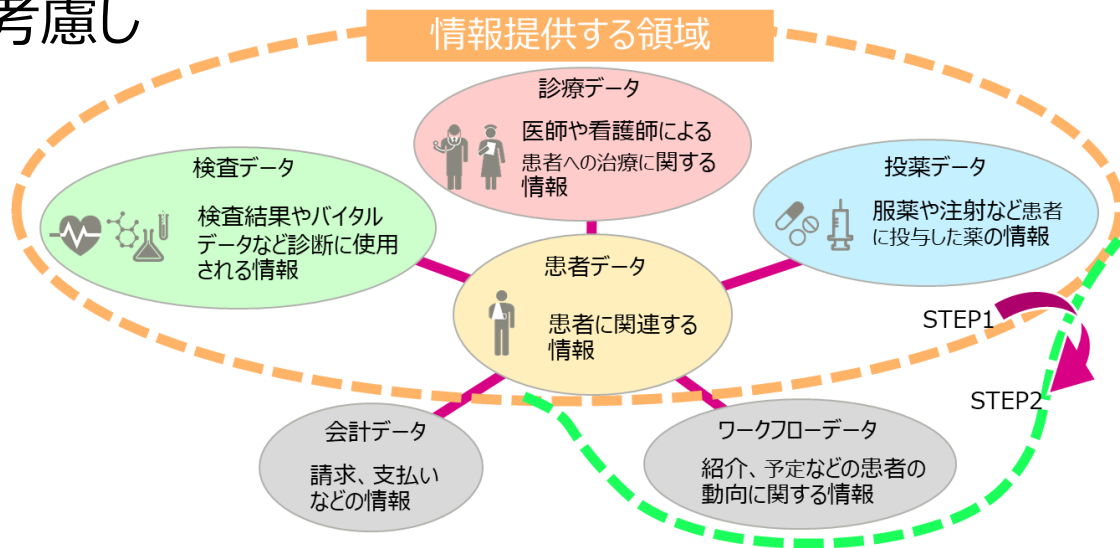 考慮し
情報提供する領域
診療データ
医師や看護師による
患者への治療に関する
情報
検査データ
検査結果やバイタル
データなど診断に使用
される情報
投薬データ
服薬や注射など患者
に投与した薬の情報
患者データ
患者に関連する
情報
STEP1
STEP2
会計データ
請求、支払い
などの情報
ワークフローデータ
紹介、予定などの患者の
動向に関する情報